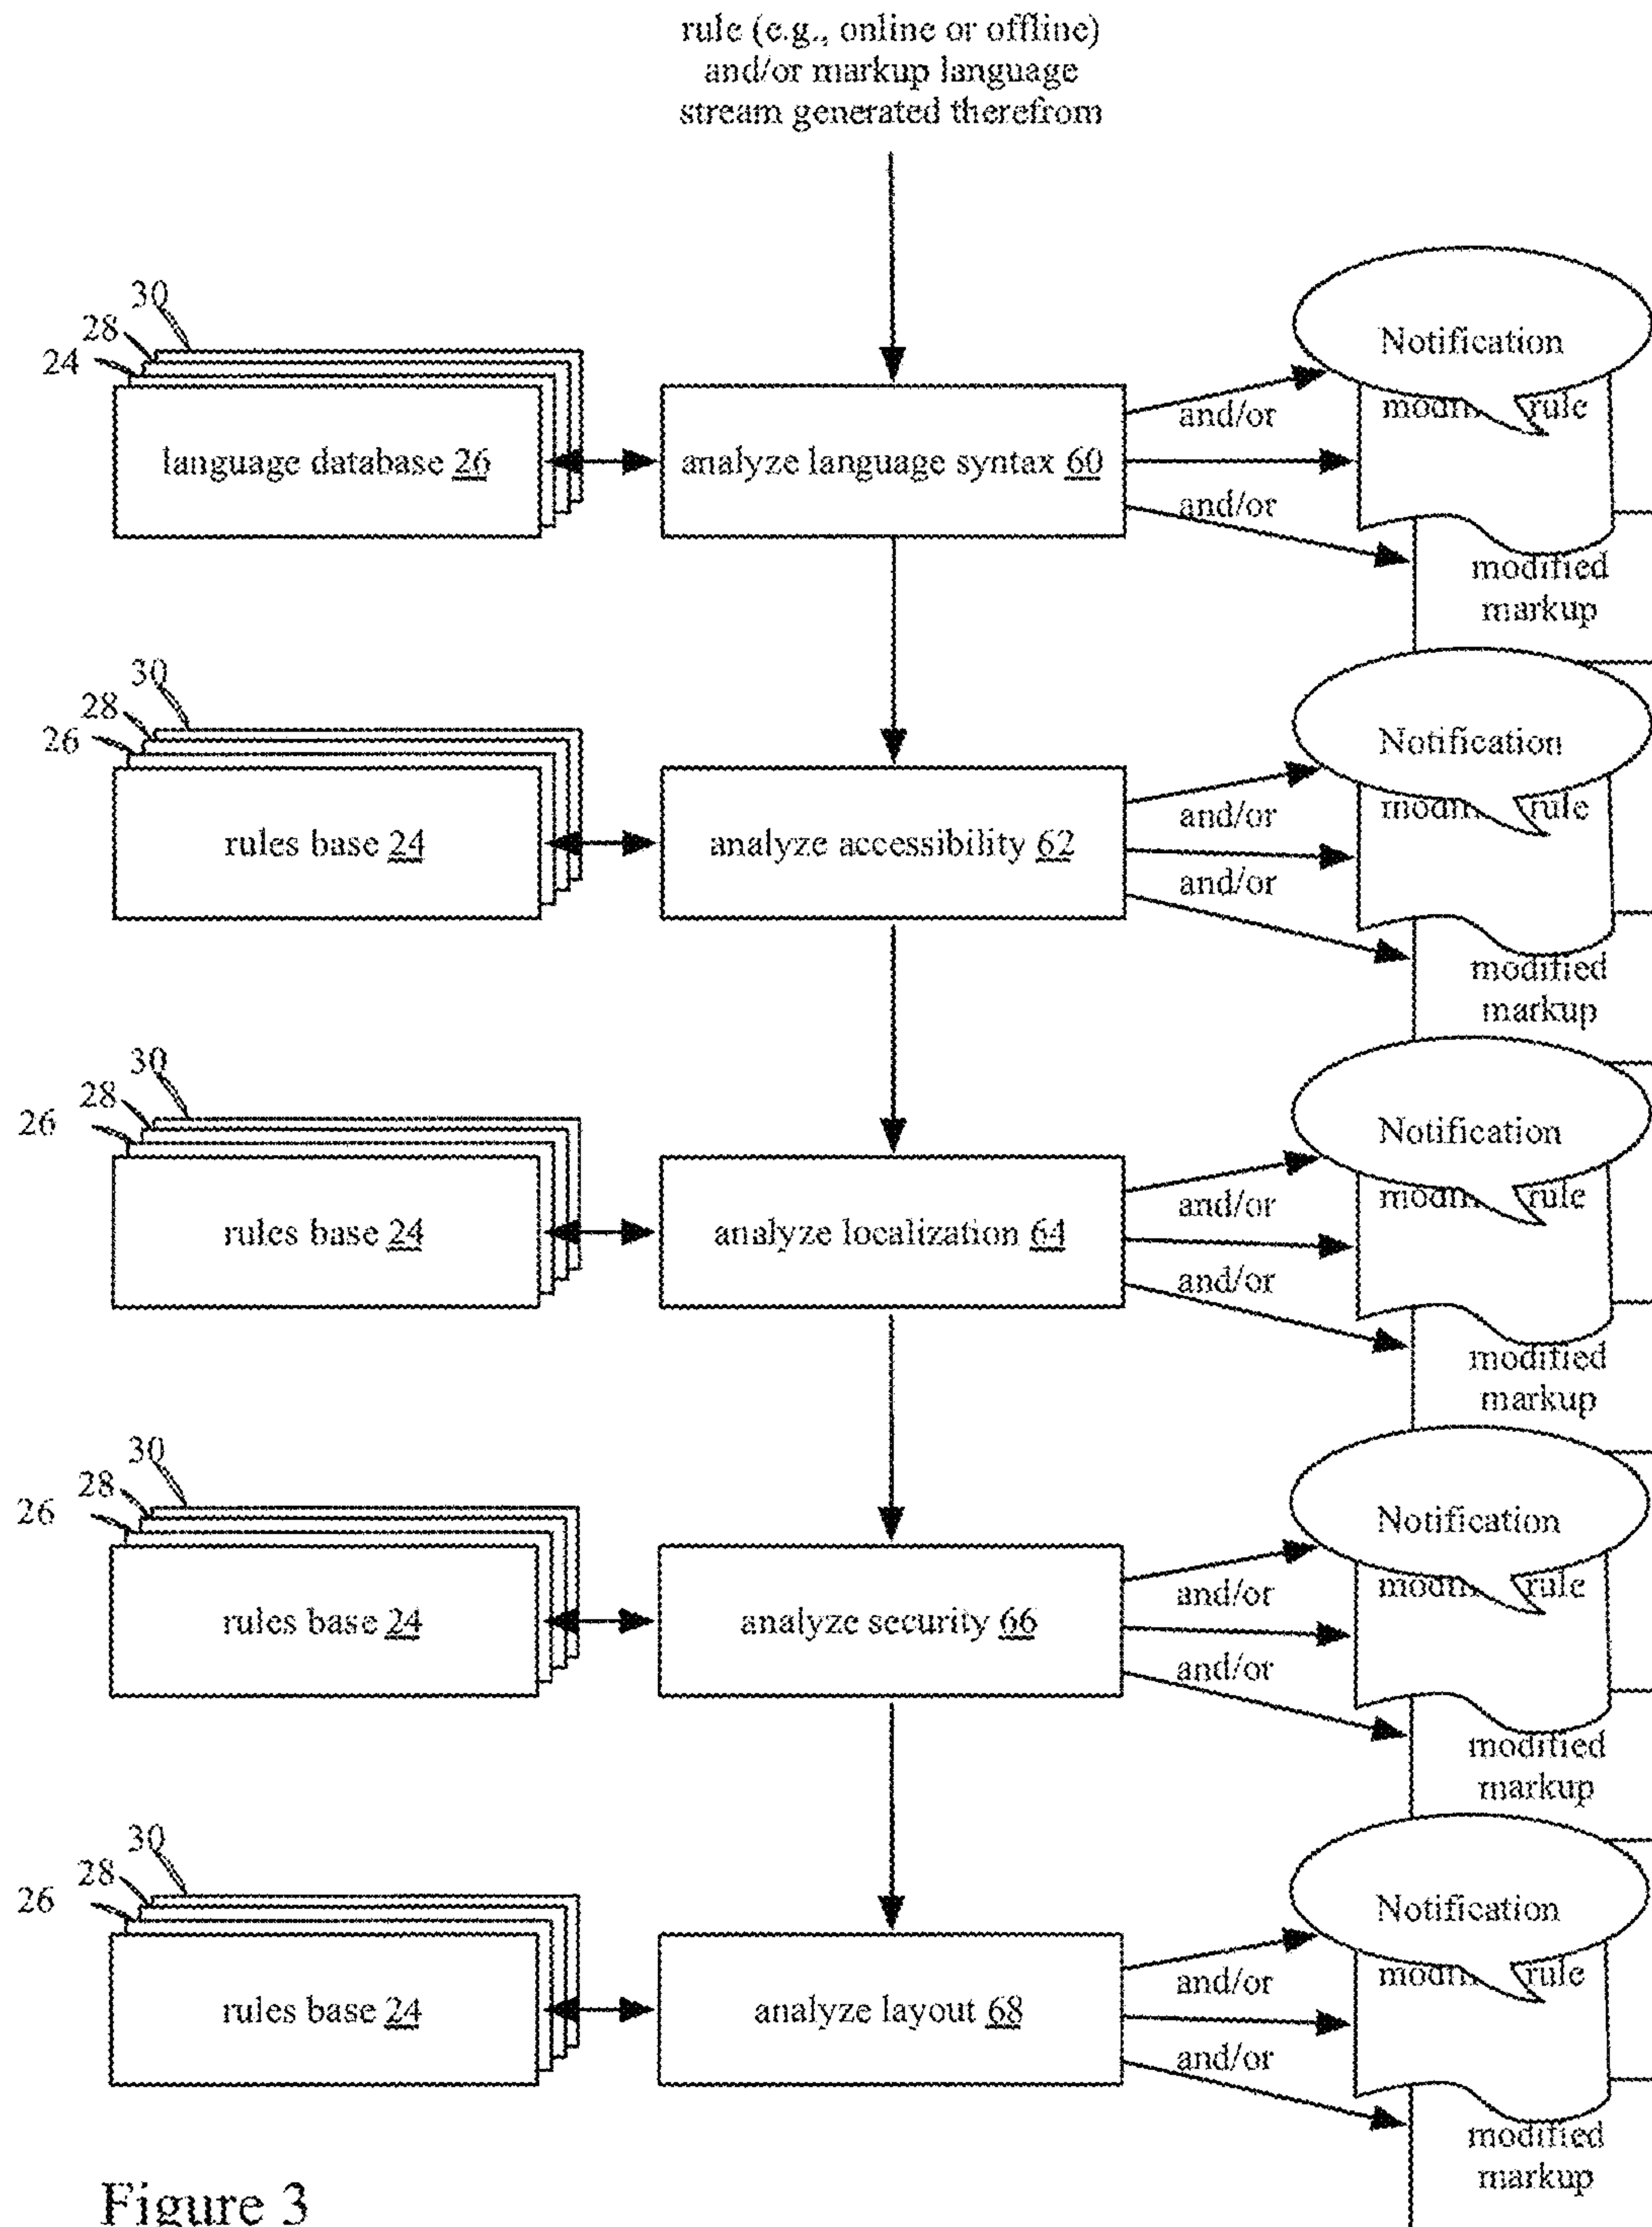 rule (e.g., online or offline)
and/or markup language
stream generated therefrom
30
28
24
language database 26
analyze language syntax 60
and/or
and/or
Notification
rule
modified
markup
30
28
26
rules base 24
analyze accessibility 62
and/or
and/or
Notification
rule
modified
markup
30
28
26
rules base 24
analyze localization 64
and/or
and/or
Notification
rule
modified
markup
30
28
26
rules base 24
analyze security 66
and/or
and/or
Notification
rule
modified
markup
30
28
26
rules base 24
analyze layout 68
and/or
and/or
Notification
rule
modified
markup
Figure 3